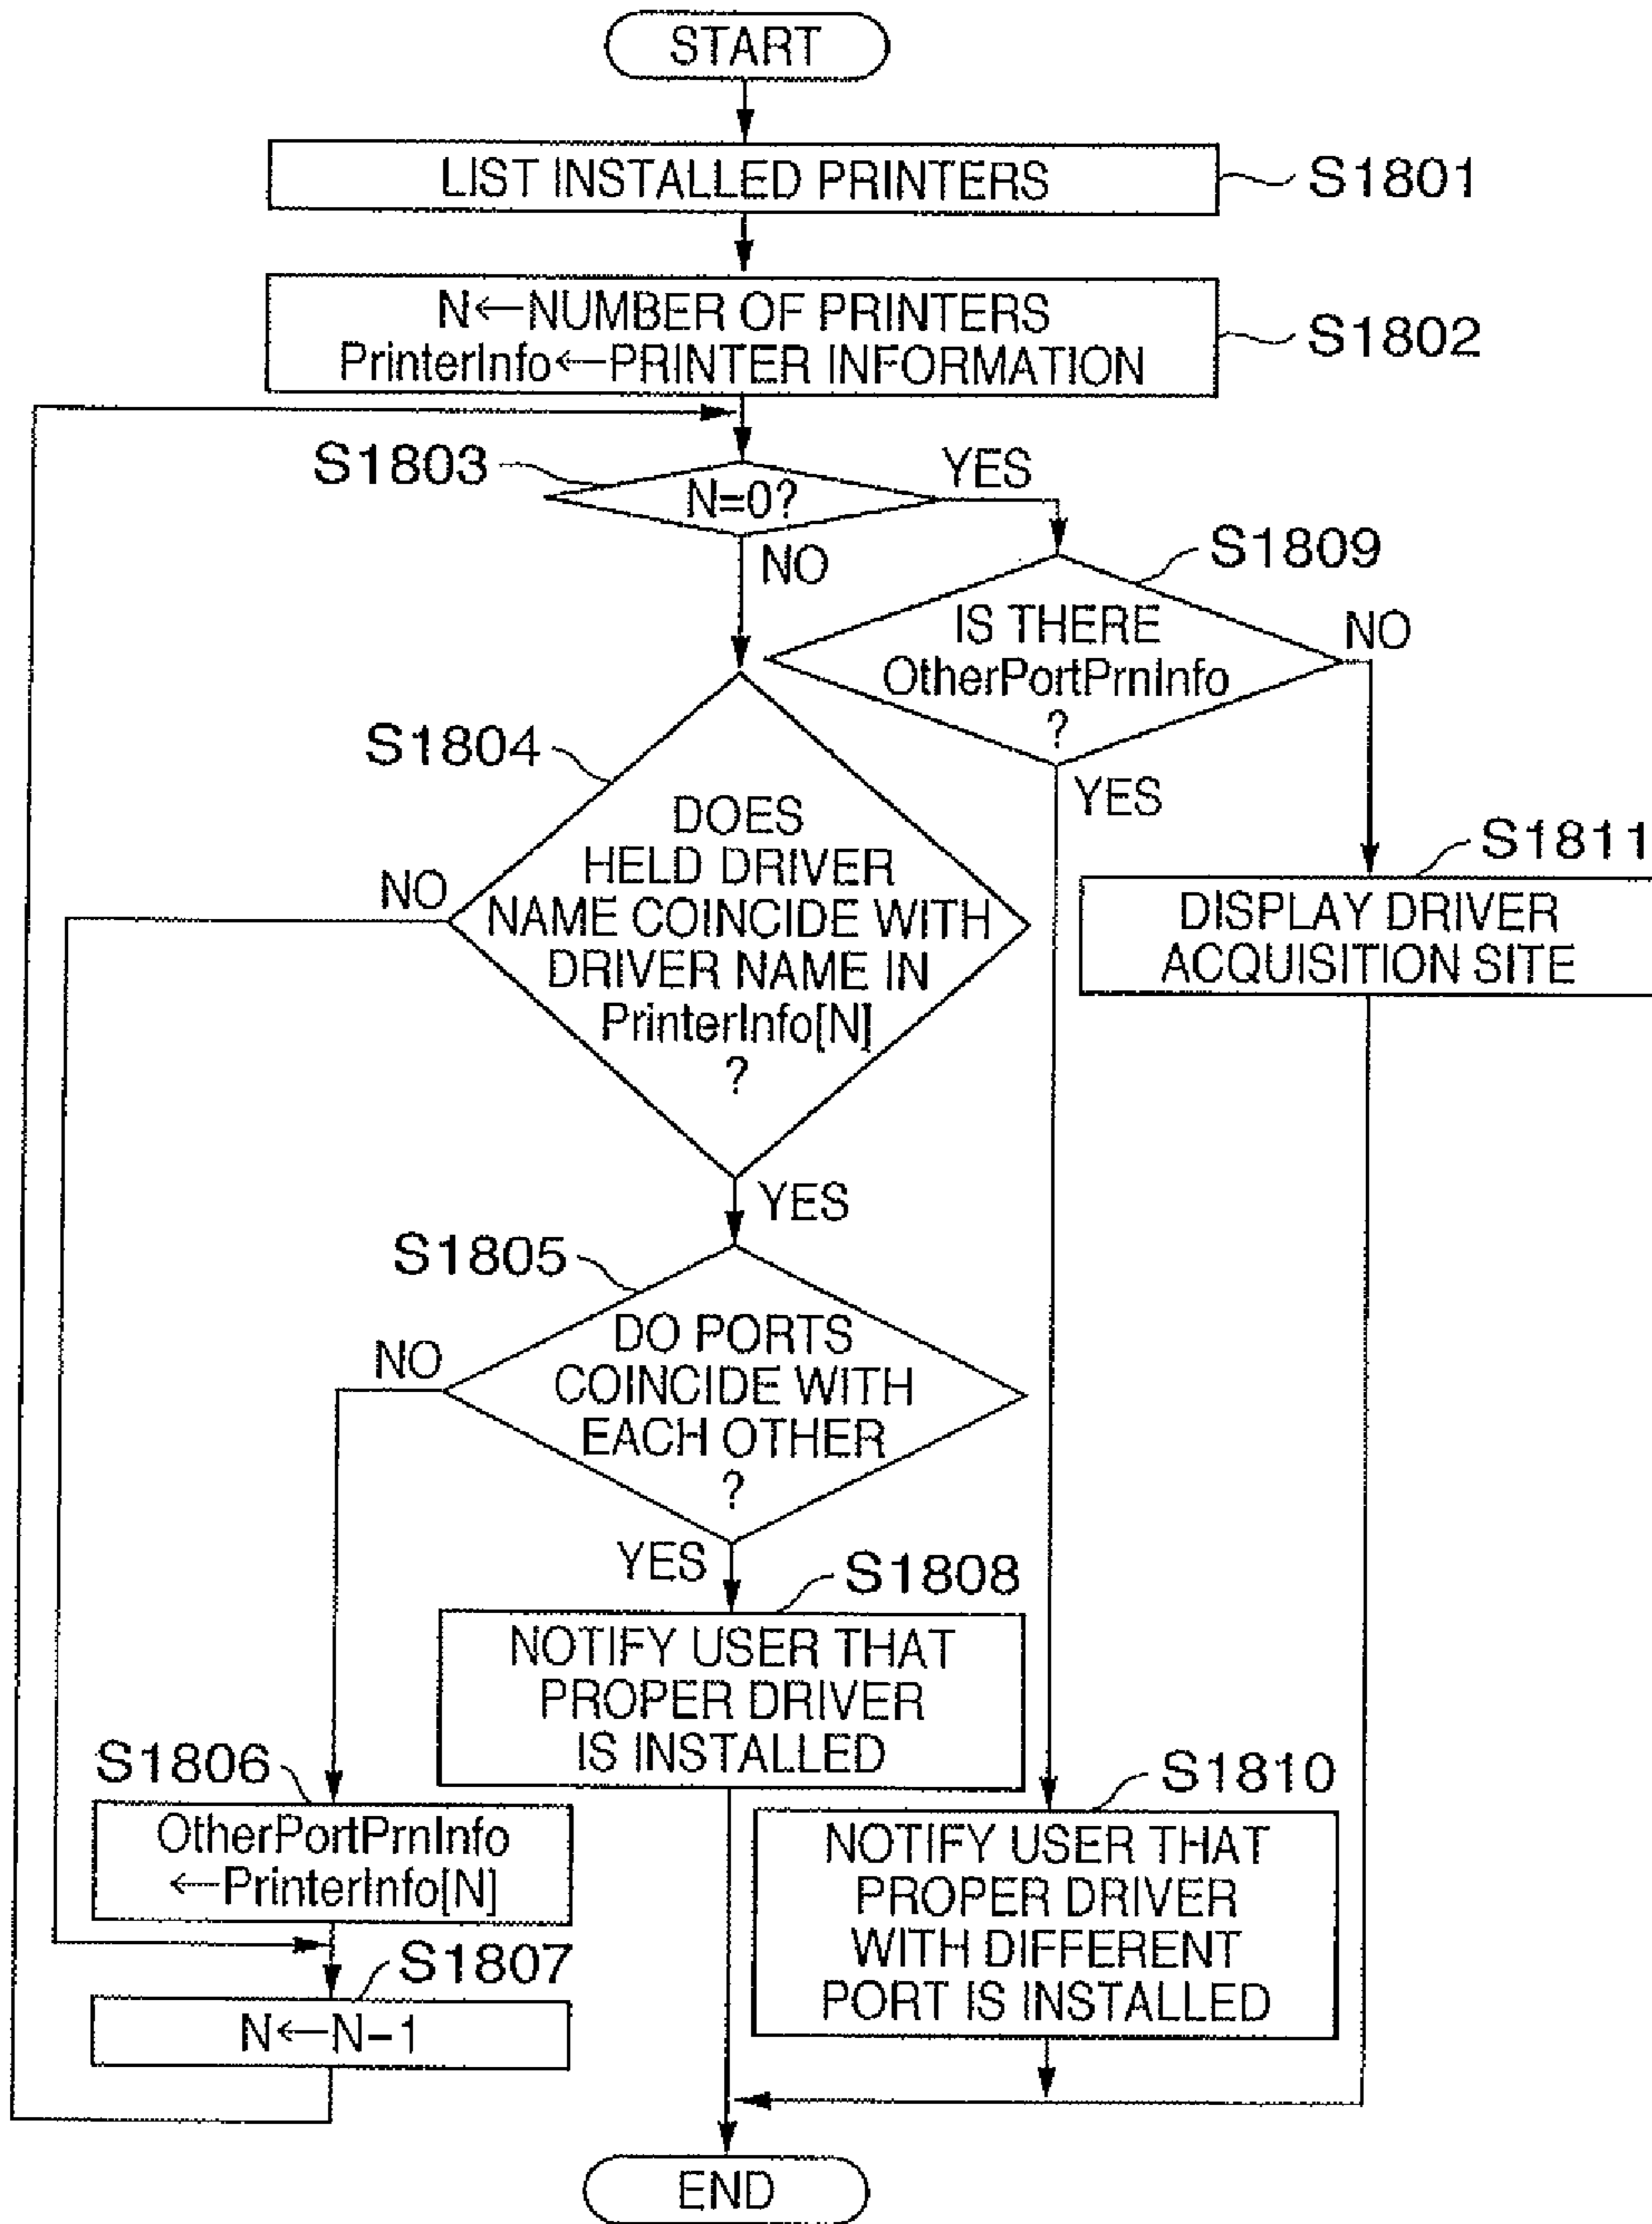 START
LIST INSTALLED PRINTERS
S1801
N←NUMBER OF PRINTERS
PrinterInfo←PRINTER INFORMATION
S1802
S1803
N=0?
YES
NO
S1809
IS THERE
OtherPortPrnInfo
?
NO
YES
S1804
DOES
HELD DRIVER
NAME COINCIDE WITH
DRIVER NAME IN
PrinterInfo[N]
?
NO
YES
S1811
DISPLAY DRIVER
ACQUISITION SITE
S1805
DO PORTS
COINCIDE WITH
EACH OTHER
?
NO
YES
S1808
NOTIFY USER THAT
PROPER DRIVER
IS INSTALLED
S1806
OtherPortPrnInfo
←PrinterInfo[N]
S1810
NOTIFY USER THAT
PROPER DRIVER
WITH DIFFERENT
PORT IS INSTALLED
S1807
N←N-1
END